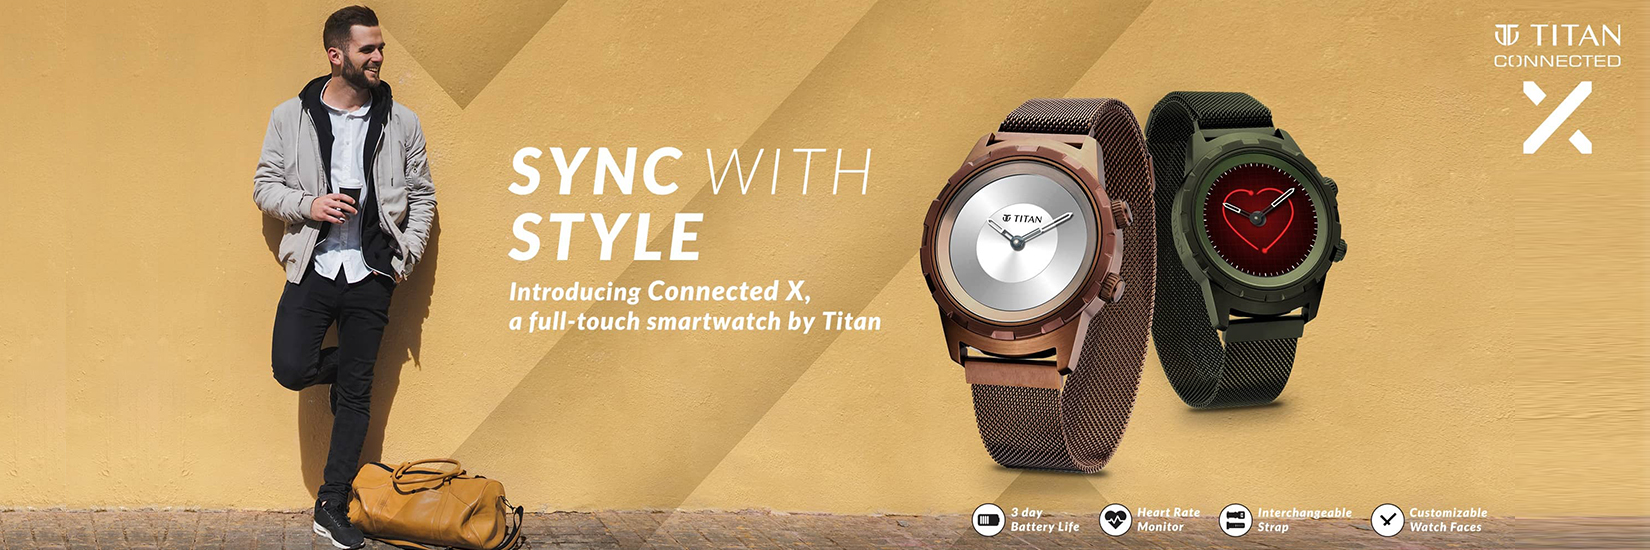 TITAN
CONNECTED
X
SYNC WITH
STYLE
Introducing Connected X,
a full-touch smartwatch by Titan
TITAN
3 day
Battery Life
Heart Rate
Monitor
Interchangeable
Strap
Customizable
Watch Faces